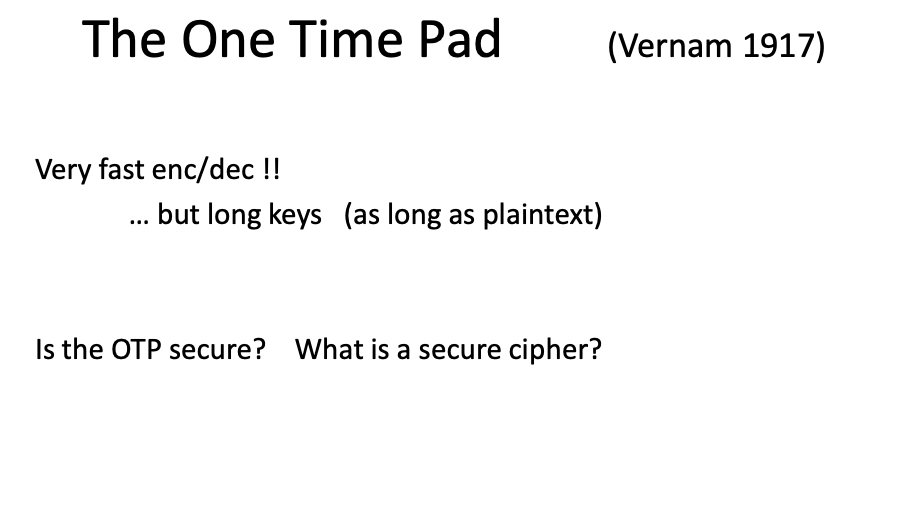 The One Time Pad (Vernam 1917)
Very fast enc/dec !!
… but long keys (as long as plaintext)
Is the OTP secure? What is a secure cipher?